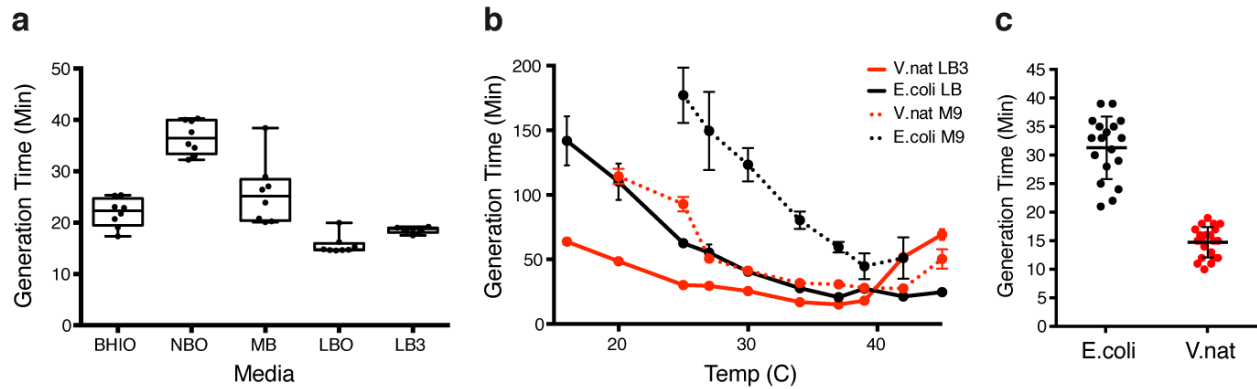 a
Generation Time (Min)
50
40
30
20
10
0
BHIO NBO MB LBO LB3
Media
b
Generation Time (Min)
200
150
100
50
0
20 30 40
Temp (C)
V.nat LB3
E.coli LB
V.nat M9
E.coli M9
c
Generation Time (Min)
45
40
35
30
25
20
15
10
5
0
E.coli V.nat